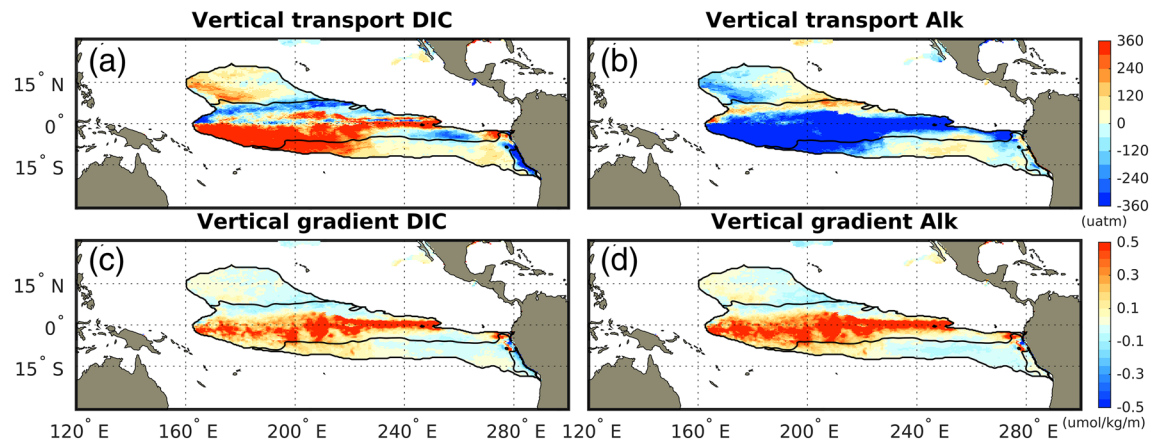 Vertical transport DIC
Vertical transport Alk
(a)
(b)
15° N
0°
15° S
360
240
120
0
-120
-240
-360
(uatm)
Vertical gradient DIC
Vertical gradient Alk
(c)
(d)
15° N
0°
15° S
0.5
0.3
0.1
-0.1
-0.3
-0.5
(umol/kg/m)
120° E 160° E 200° E 240° E 280° E
120° E 160° E 200° E 240° E 280° E